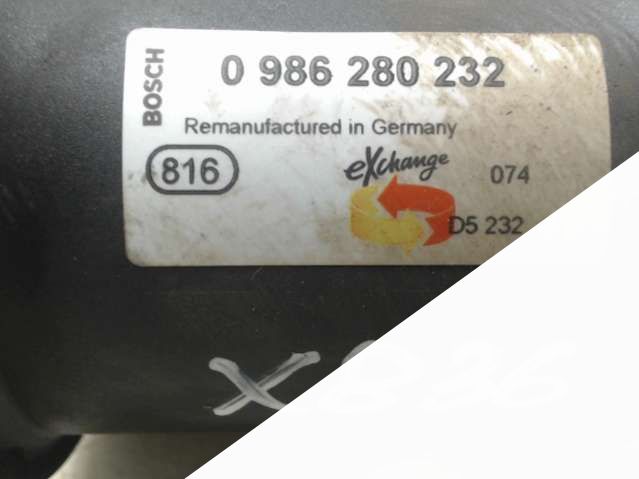 BOSCH
0 986 280 232
Remanufactured in Germany
816
eXchange
074
D5 232
X